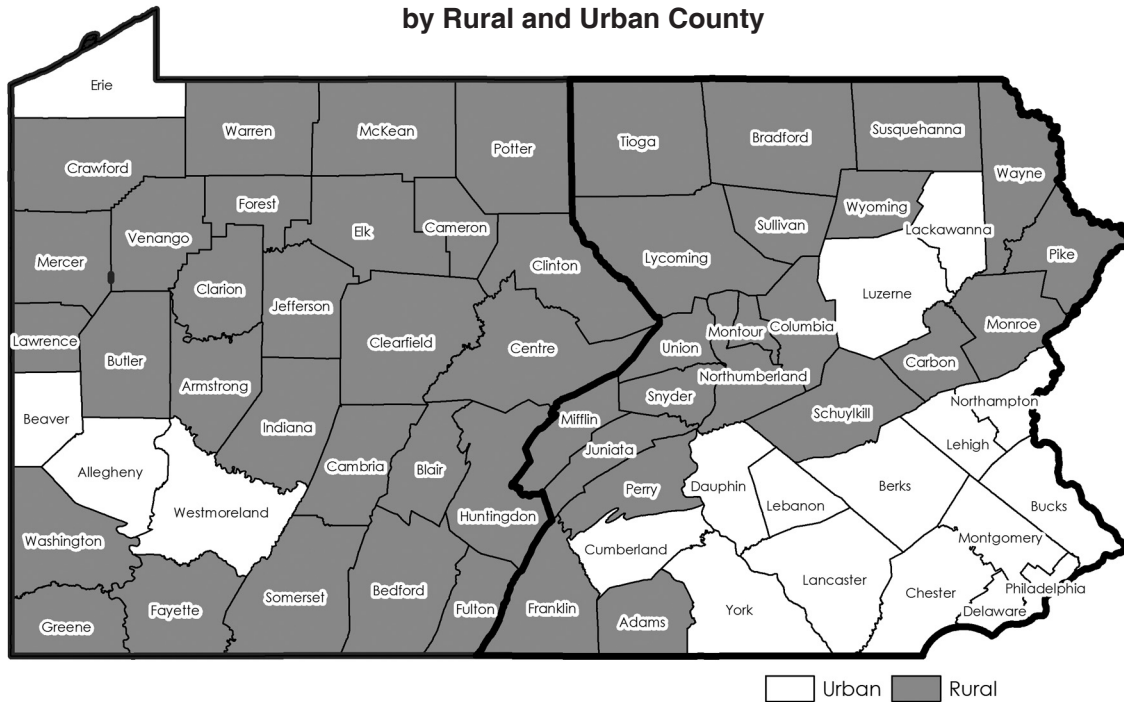 by Rural and Urban County
Erie
Warren
McKean
Potter
Tioga
Bradford
Susquehanna
Crawford
Wayne
Forest
Elk
Cameron
Sullivan
Wyoming
Lackawanna
Venango
Mercer
Clinton
Lycoming
Pike
Clarion
Jefferson
Luzerne
Lawrence
Butler
Clearfield
Centre
Union
Montour
Columbia
Monroe
Armstrong
Carbon
Snyder
Northumberland
Beaver
Indiana
Mifflin
Schuylkill
Northampton
Allegheny
Cambria
Blair
Juniata
Lehigh
Westmoreland
Perry
Dauphin
Lebanon
Berks
Bucks
Huntingdon
Washington
Cumberland
Montgomery
Somerset
Bedford
Lancaster
Philadelphia
Fayette
Fulton
Franklin
York
Chester
Delaware
Greene
Adams
Urban
Rural